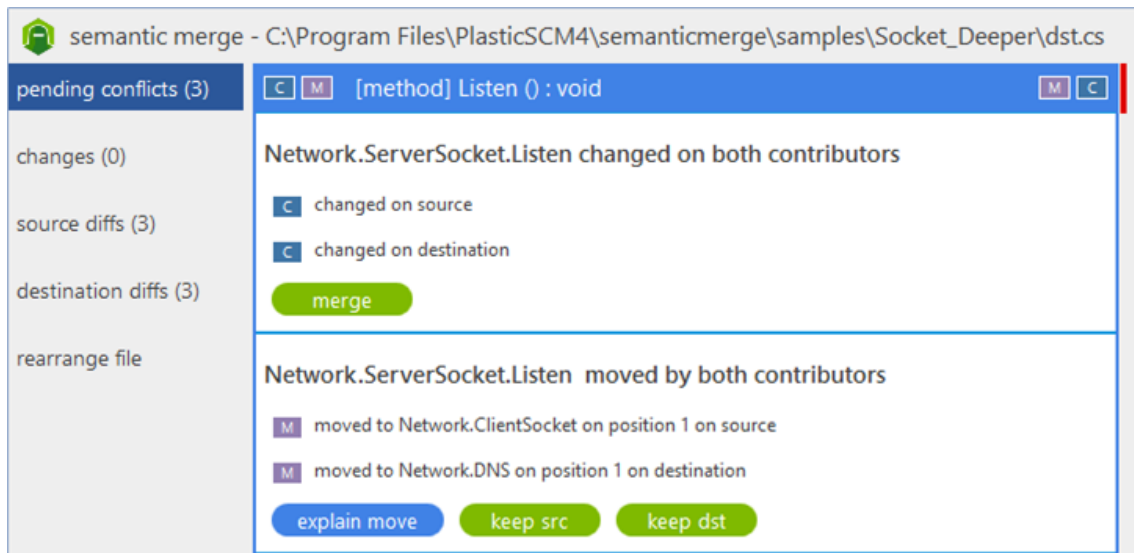 semantic merge - C:\Program Files\PlasticSCM4\semanticmerge\samples\Socket_Deeper\dst.cs
pending conflicts (3)
changes (0)
source diffs (3)
destination diffs (3)
rearrange file
C M [method] Listen () : void M C
Network.ServerSocket.Listen changed on both contributors
C changed on source
C changed on destination
merge
Network.ServerSocket.Listen moved by both contributors
M moved to Network.ClientSocket on position 1 on source
M moved to Network.DNS on position 1 on destination
explain move keep src keep dst